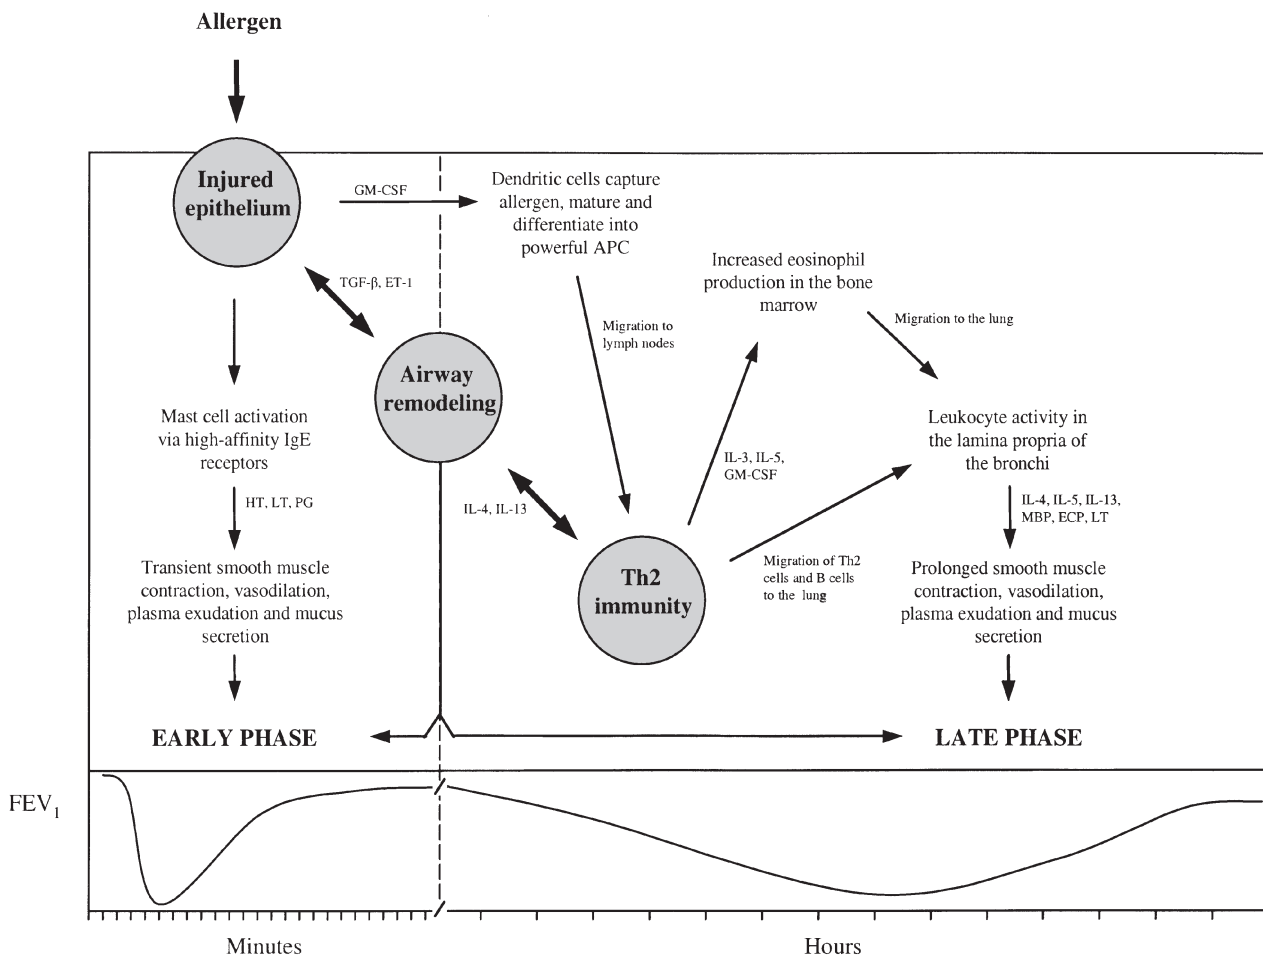 Allergen
Injured
epithelium
GM-CSF
Dendritic cells capture
allergen, mature and
differentiate into
powerful APC
TGF-β, ET-1
Increased eosinophil
production in the bone
marrow
Migration to
lymph nodes
Migration to the lung
Airway
remodeling
Mast cell activation
via high-affinity IgE
receptors
Leukocyte activity in
the lamina propria of
the bronchi
IL-3, IL-5,
GM-CSF
HT, LT, PG
IL-4, IL-13
IL-4, IL-5, IL-13,
MBP, ECP, LT
Transient smooth muscle
contraction, vasodilation,
plasma exudation and mucus
secretion
Th2
immunity
Migration of Th2
cells and B cells
to the lung
Prolonged smooth muscle
contraction, vasodilation,
plasma exudation and mucus
secretion
EARLY PHASE
LATE PHASE
FEV1
Minutes
Hours